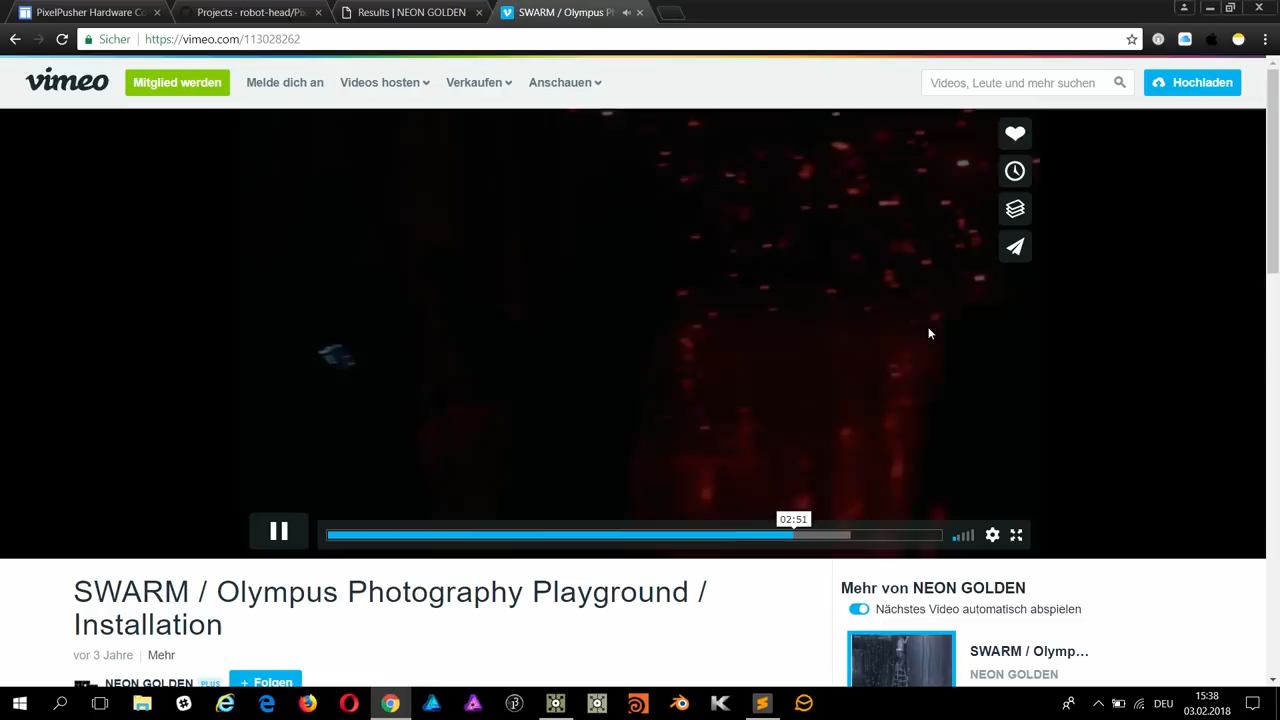 PixelPusher Hardware Co
Projects · robot-head/Pix
Results | NEON GOLDEN
SWARM / Olympus Pl
Sicher
https://vimeo.com/113028262
vimeo
Mitglied werden
Melde dich an
Videos hosten
Verkaufen
Anschauen
Videos, Leute und mehr suchen
Hochladen
02:51
SWARM / Olympus Photography Playground /
Installation
vor 3 Jahre
Mehr
NEON GOLDEN
PLUS
+ Folgen
Mehr von NEON GOLDEN
Nächstes Video automatisch abspielen
SWARM / Olymp...
NEON GOLDEN
DEU
15:38
03.02.2018